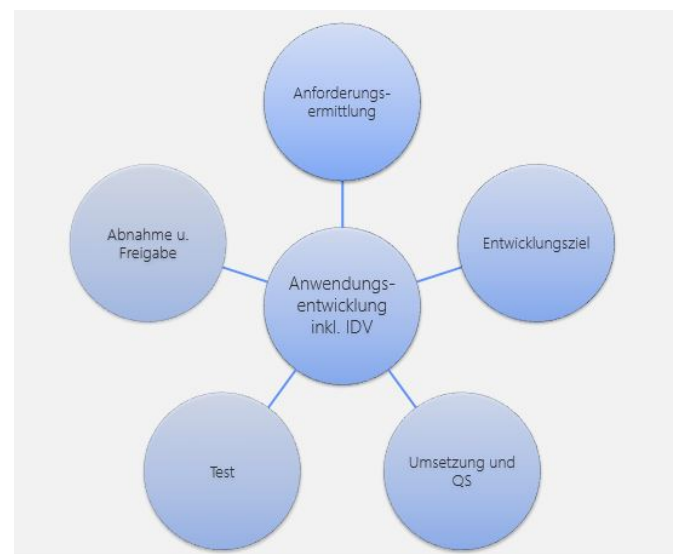 Anforderungs-
ermittlung
Abnahme u.
Freigabe
Entwicklungsziel
Anwendungs-
entwicklung
inkl. IDV
Test
Umsetzung und
QS